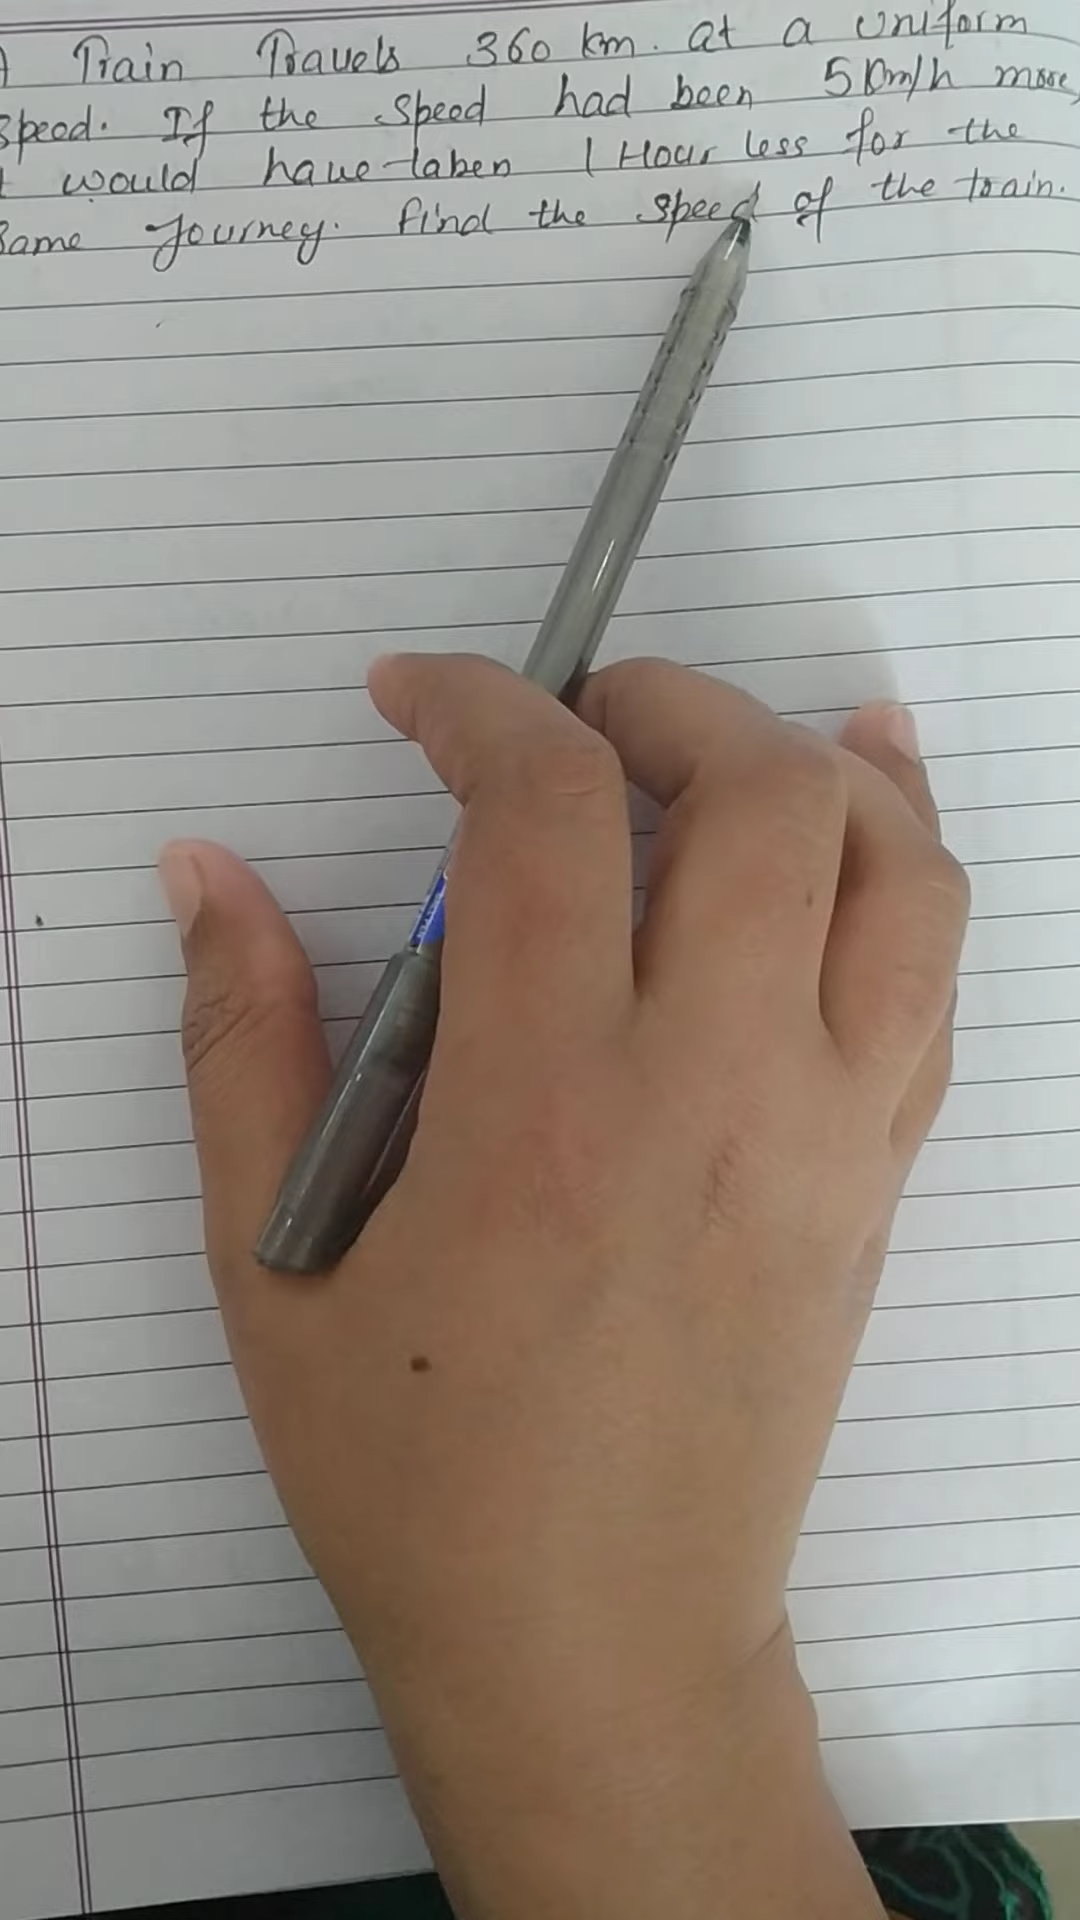 A Train Travels 360 km. at a uniform
Speed. If the Speed had been 5 km/h more,
t would have taken 1 Hour less for the
Same Journey. find the speed of the train.